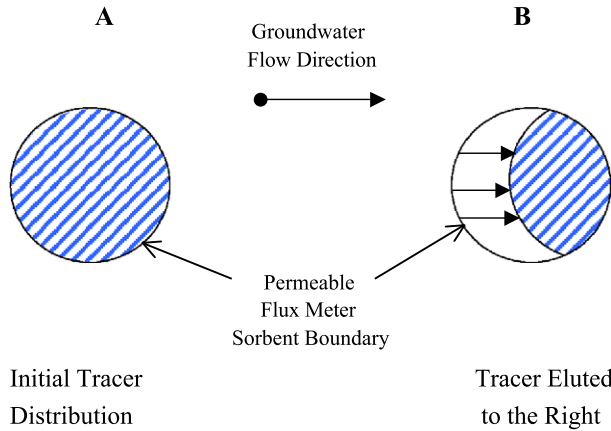 A
B
Groundwater
Flow Direction
Permeable
Flux Meter
Sorbent Boundary
Initial Tracer
Distribution
Tracer Eluted
to the Right